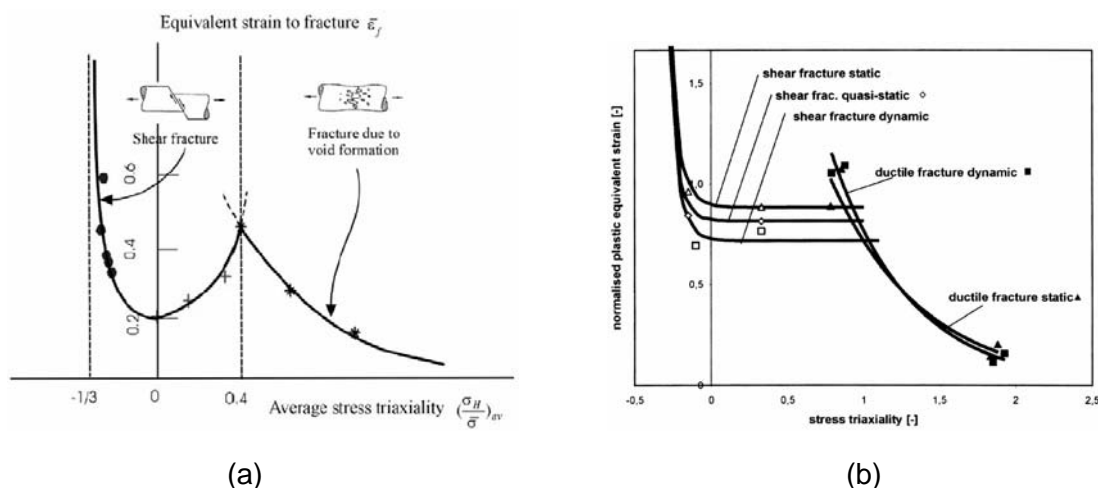 Equivalent strain to fracture ε̄_f
Shear fracture
Fracture due to
void formation
0.6
0.4
0.2
-1/3
0
0.4
Average stress triaxiality (σ_H/σ̄)_av
(a)
normalised plastic equivalent strain [-]
1,5
1,0
0,5
0
shear fracture static
shear frac. quasi-static
shear fracture dynamic
ductile fracture dynamic
ductile fracture static
-0,5
0
0,5
1
1,5
2
2,5
stress triaxiality [-]
(b)